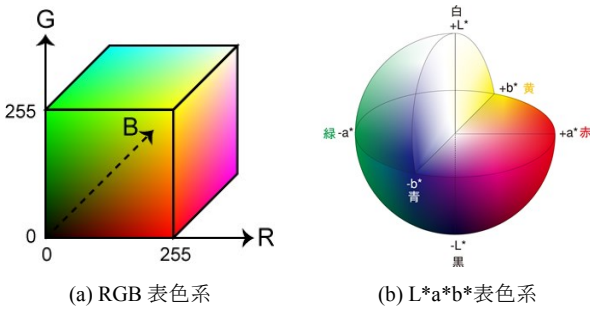 G
255
B
0
0
255
R
(a) RGB 表色系
白
+L*
+b* 黄
緑 -a*
+a* 赤
-b*
青
-L*
黒
(b) L*a*b*表色系